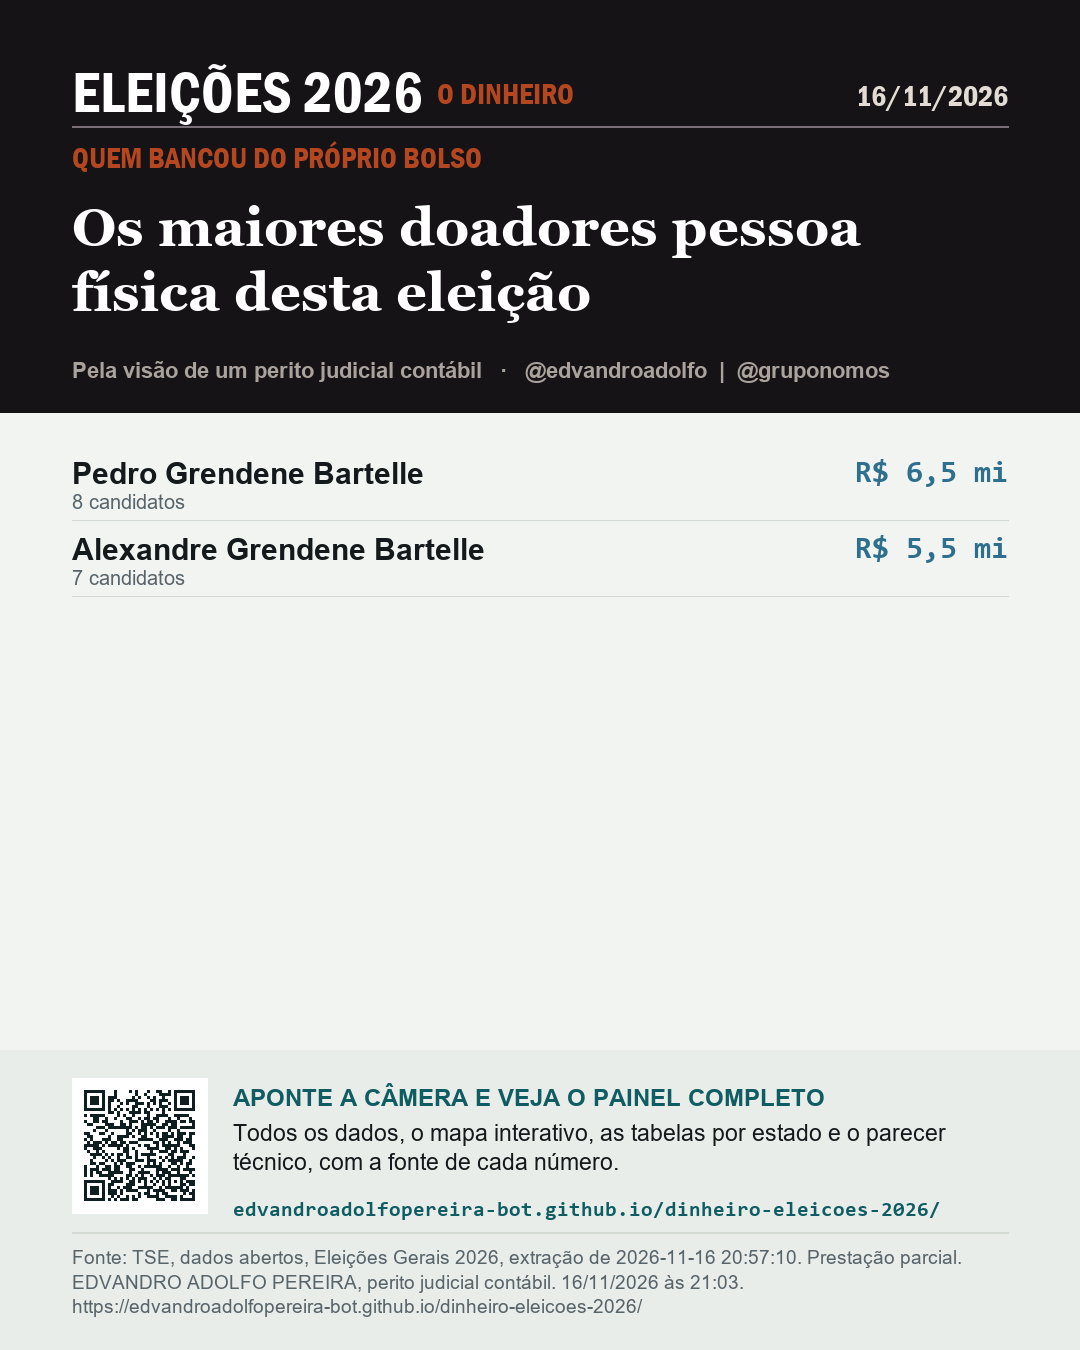 ELEIÇÕES 2026 O DINHEIRO 16/11/2026
QUEM BANCOU DO PRÓPRIO BOLSO
Os maiores doadores pessoa
física desta eleição
Pela visão de um perito judicial contábil · @edvandroadolfo | @gruponomos
Pedro Grendene Bartelle R$ 6,5 mi
8 candidatos
Alexandre Grendene Bartelle R$ 5,5 mi
7 candidatos
APONTE A CÂMERA E VEJA O PAINEL COMPLETO
Todos os dados, o mapa interativo, as tabelas por estado e o parecer
técnico, com a fonte de cada número.
edvandroadolfopereira-bot.github.io/dinheiro-eleicoes-2026/
Fonte: TSE, dados abertos, Eleições Gerais 2026, extração de 2026-11-16 20:57:10. Prestação parcial.
EDVANDRO ADOLFO PEREIRA, perito judicial contábil. 16/11/2026 às 21:03.
https://edvandroadolfopereira-bot.github.io/dinheiro-eleicoes-2026/